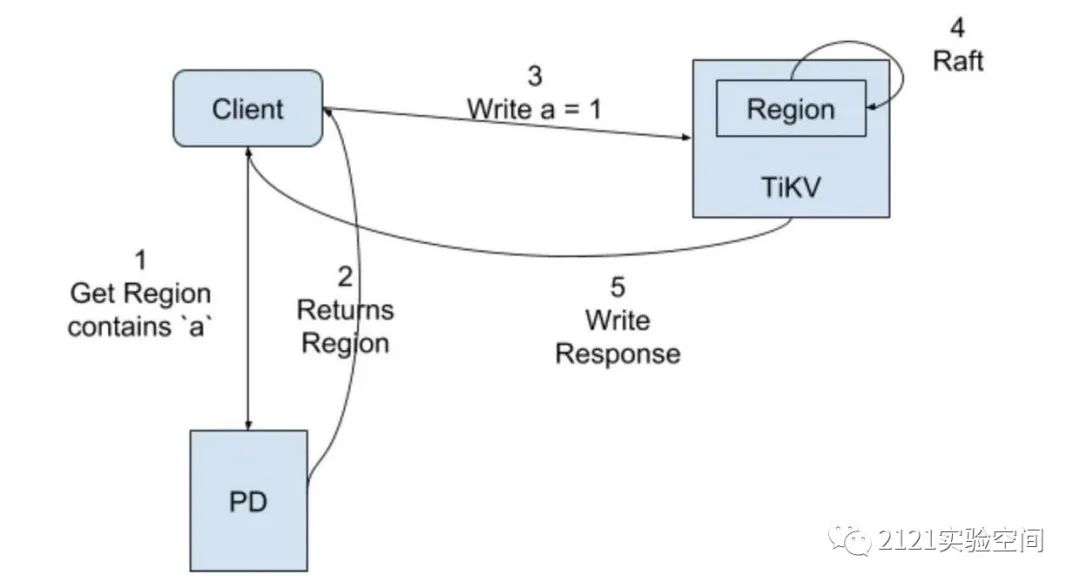 Client
3
Write a = 1
4
Raft
Region
TiKV
1
Get Region
contains `a`
2
Returns
Region
5
Write
Response
PD
2121实验空间